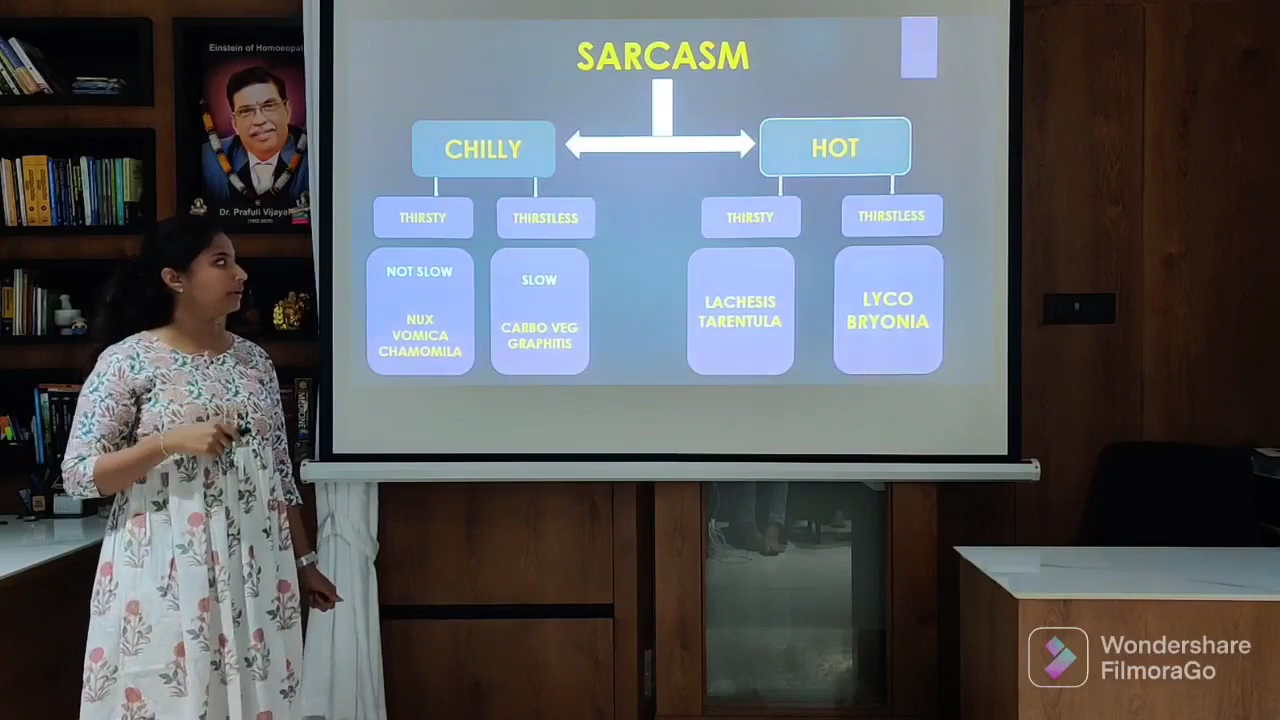 Einstein of Homoeopat
Dr. Prafull Vijayak
SARCASM
CHILLY
HOT
THIRSTY
THIRSTLESS
THIRSTY
THIRSTLESS
NOT SLOW
NUX
VOMICA
CHAMOMILA
SLOW
CARBO VEG
GRAPHITIS
LACHESIS
TARENTULA
LYCO
BRYONIA
MEDICINE
Wondershare
FilmoraGo